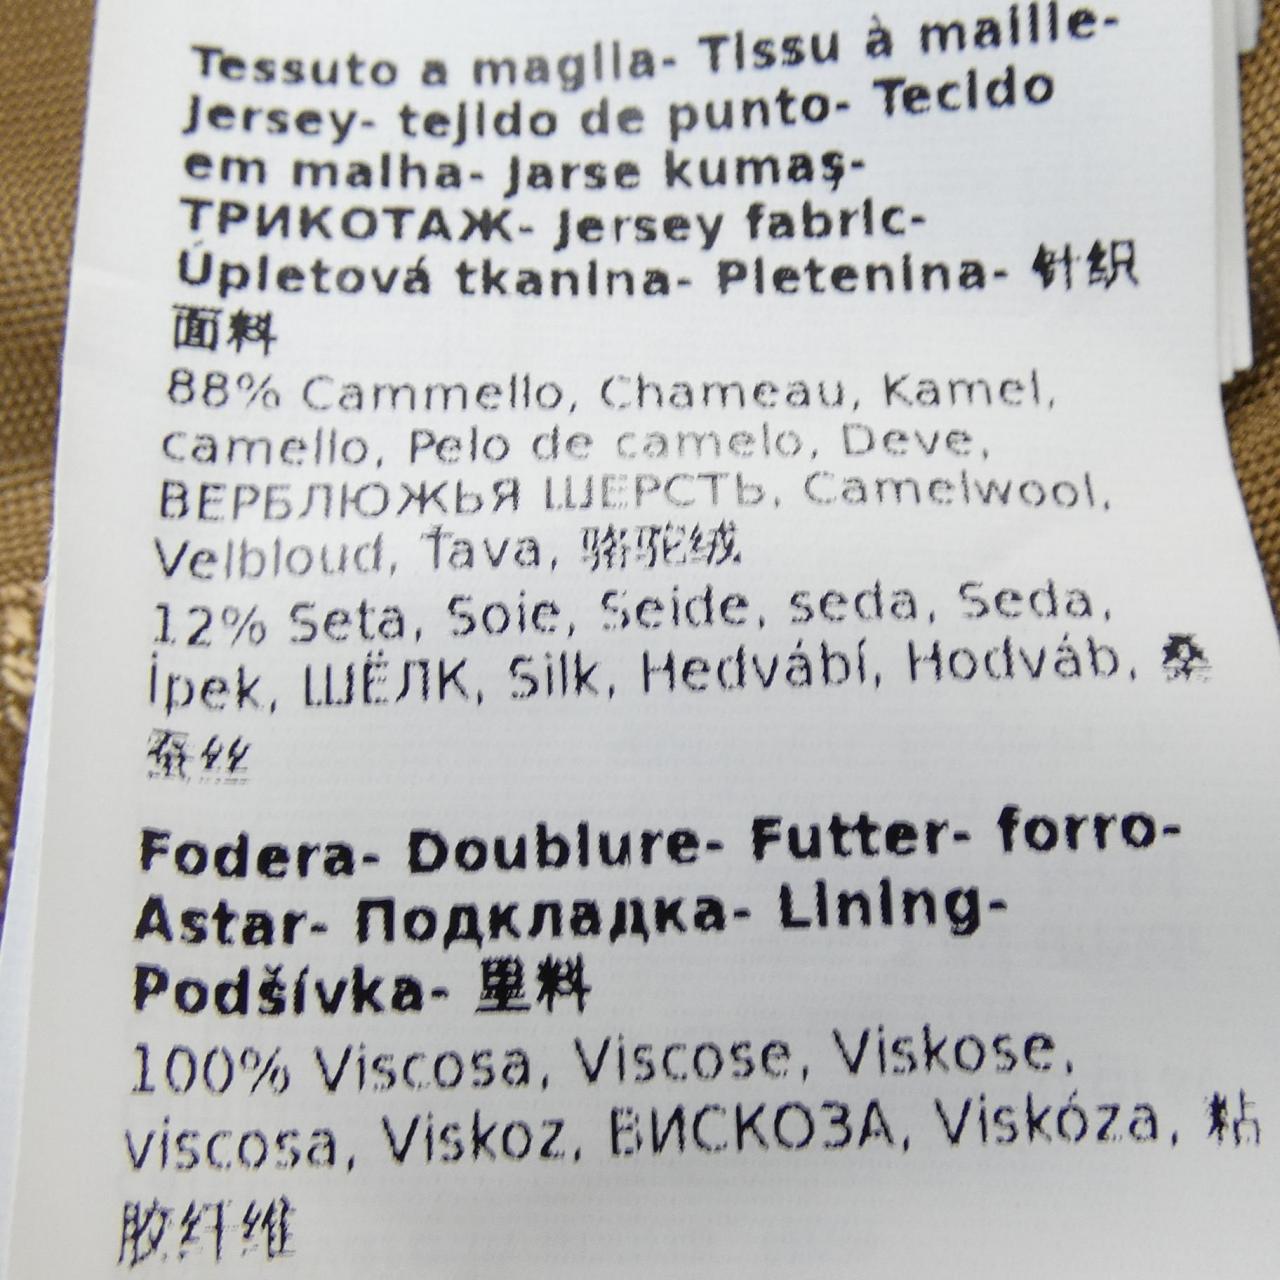 Tessuto a maglia- Tissu à maille-
Jersey- tejido de punto- Tecido
em malha- Jarse kumaş-
ТРИКОТАЖ- Jersey fabric-
Úpletová tkanina- Pletenina- 针织
面料
88% Cammello, Chameau, Kamel,
camello, Pelo de camelo, Deve,
ВЕРБЛЮЖЬЯ ШЕРСТЬ, Camelwool,
Velbloud, Ťava, 骆驼绒
12% Seta, Soie, Seide, seda, Seda,
İpek, ШЁЛК, Silk, Hedvábí, Hodváb, 桑
蚕丝
Fodera- Doublure- Futter- forro-
Astar- Подкладка- Lining-
Podšívka- 里料
100% Viscosa, Viscose, Viskose,
viscosa, Viskoz, ВИСКОЗА, Viskóza, 粘
胶纤维